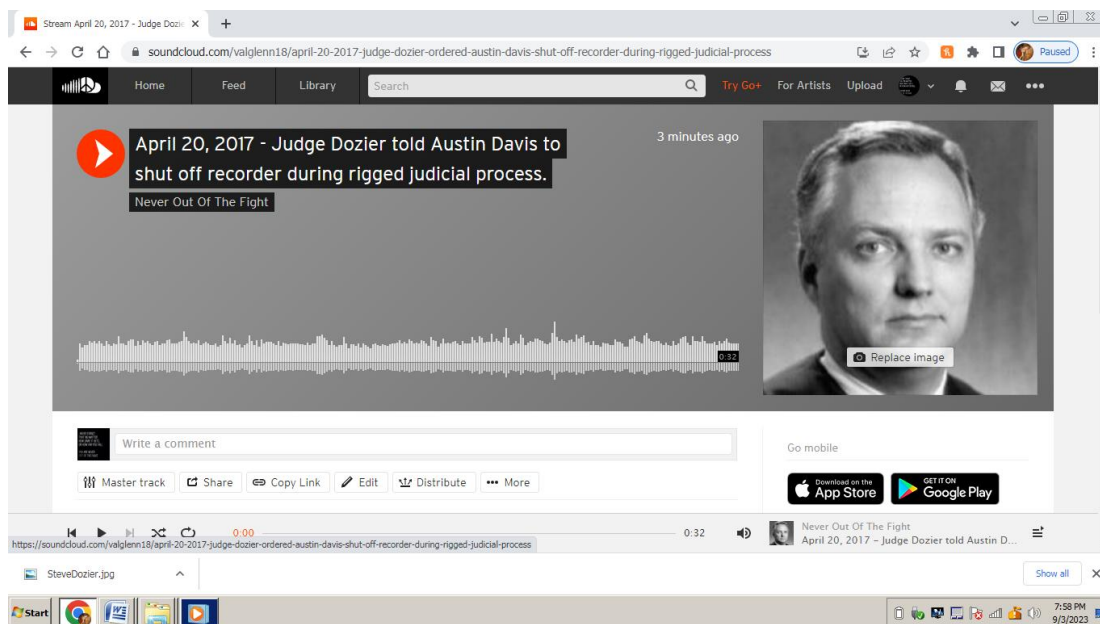 Stream April 20, 2017 - Judge Dozi
soundcloud.com/valglenn18/april-20-2017-judge-dozier-ordered-austin-davis-shut-off-recorder-during-rigged-judicial-process
Paused
Home Feed Library Search Try Go+ For Artists Upload
April 20, 2017 - Judge Dozier told Austin Davis to
shut off recorder during rigged judicial process.
3 minutes ago
Never Out Of The Fight
0:32
Replace image
Write a comment
Go mobile
Master track Share Copy Link Edit Distribute More
Download on the
App Store
GET IT ON
Google Play
0:00 0:32
Never Out Of The Fight
April 20, 2017 – Judge Dozier told Austin D...
https://soundcloud.com/valglenn18/april-20-2017-judge-dozier-ordered-austin-davis-shut-off-recorder-during-rigged-judicial-process
SteveDozier.jpg
Show all
Start
7:58 PM
9/3/2023